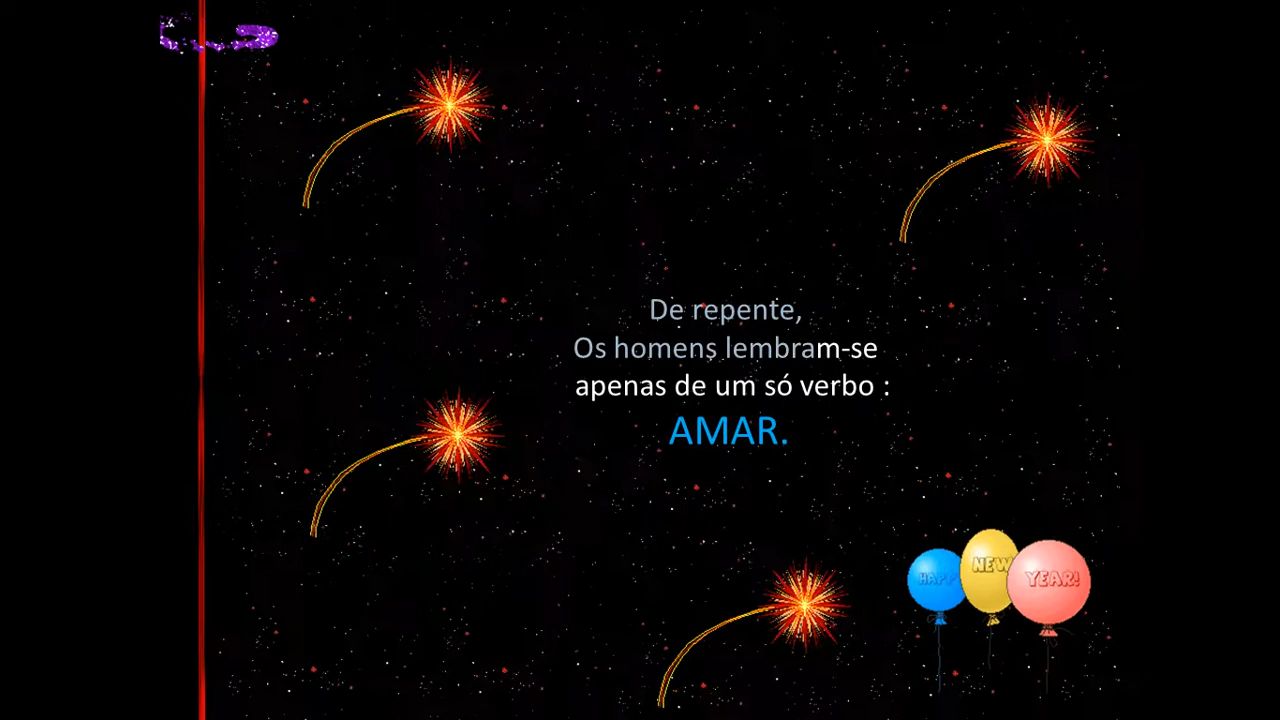 De repente,
Os homens lembram-se
apenas de um só verbo :
AMAR.
HAPPY
NEW
YEAR!